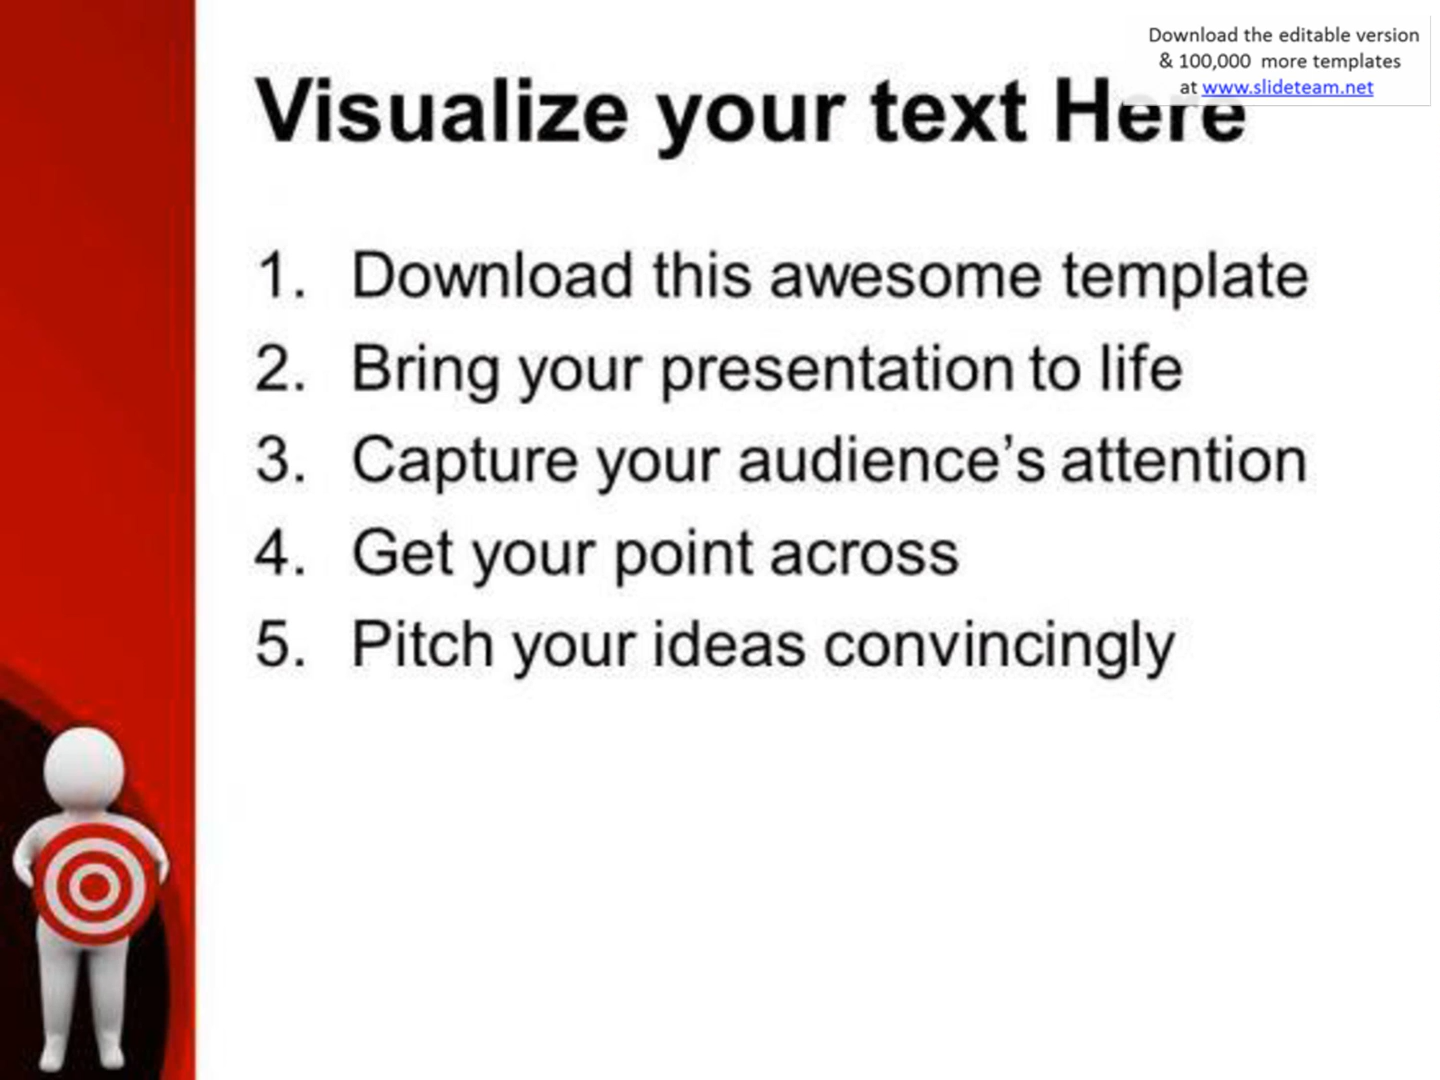 Download the editable version
& 100,000 more templates
at www.slideteam.net
Visualize your text Here
1. Download this awesome template
2. Bring your presentation to life
3. Capture your audience’s attention
4. Get your point across
5. Pitch your ideas convincingly